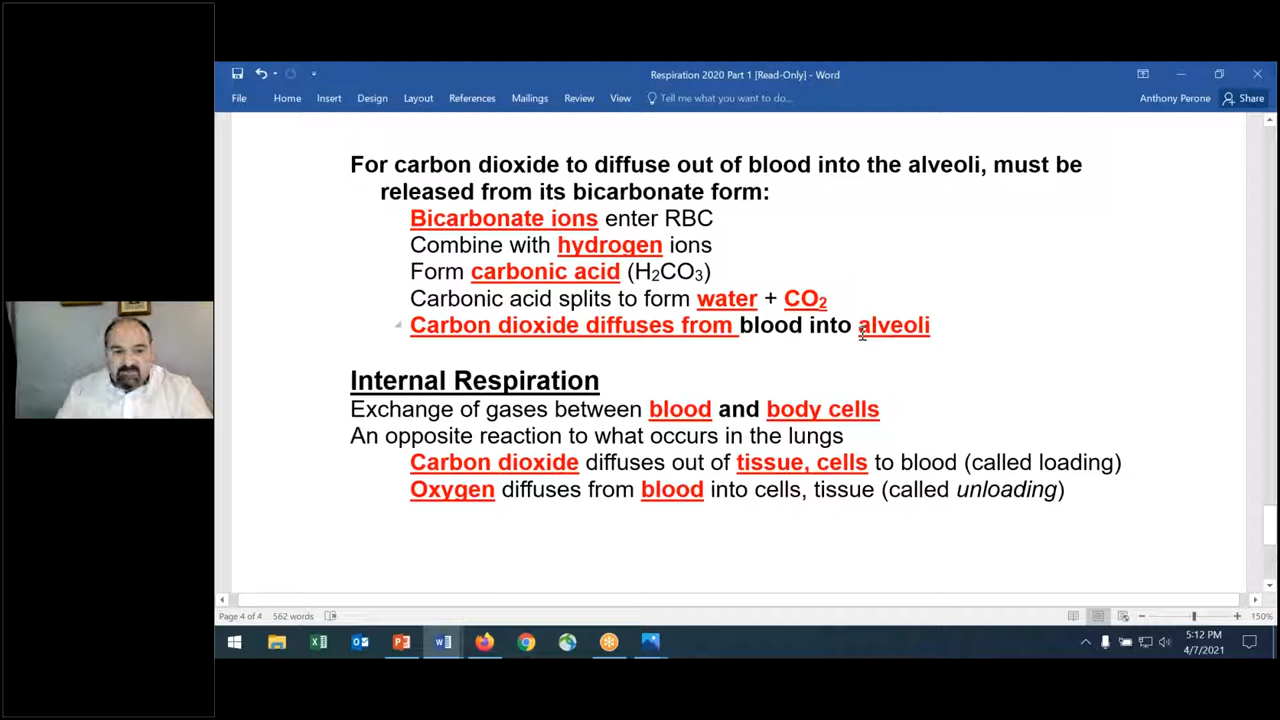 Respiration 2020 Part 1 [Read-Only] - Word
File Home Insert Design Layout References Mailings Review View Tell me what you want to do... Anthony Perone Share
For carbon dioxide to diffuse out of blood into the alveoli, must be
released from its bicarbonate form:
Bicarbonate ions enter RBC
Combine with hydrogen ions
Form carbonic acid (H₂CO₃)
Carbonic acid splits to form water + CO₂
Carbon dioxide diffuses from blood into alveoli
Internal Respiration
Exchange of gases between blood and body cells
An opposite reaction to what occurs in the lungs
Carbon dioxide diffuses out of tissue, cells to blood (called loading)
Oxygen diffuses from blood into cells, tissue (called unloading)
Page 4 of 4 562 words 150%
5:12 PM
4/7/2021